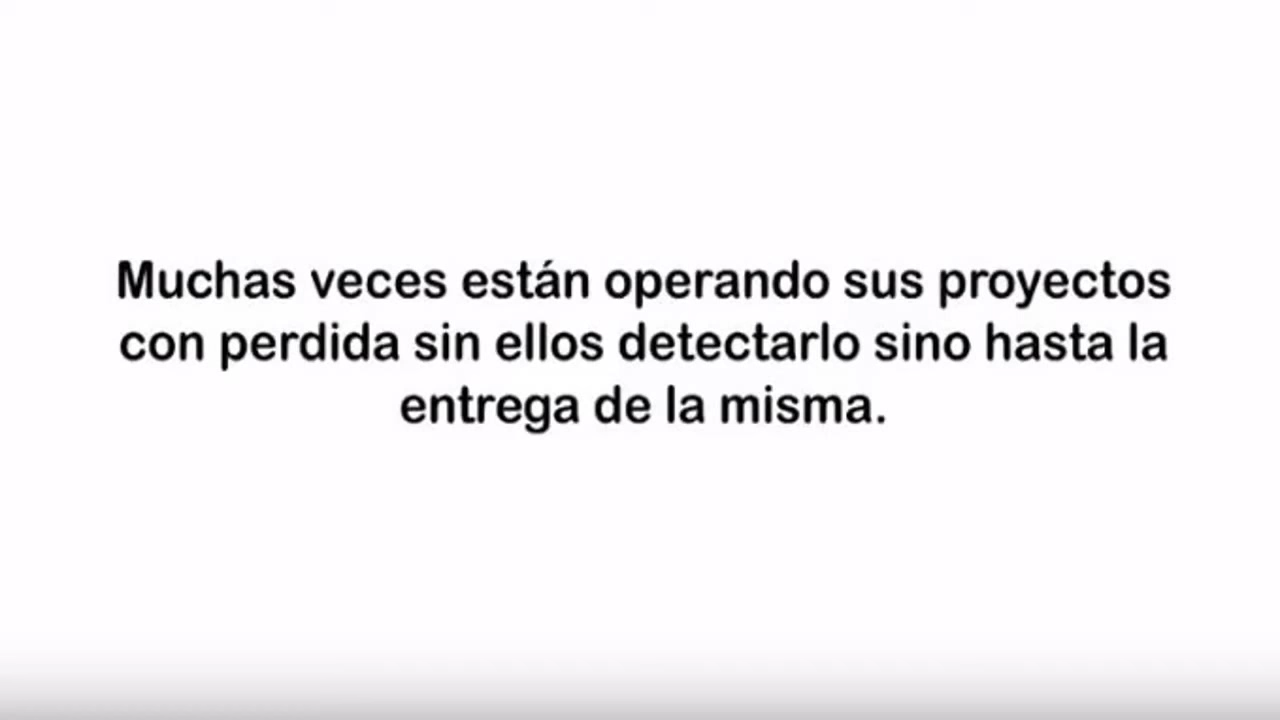 Muchas veces están operando sus proyectos
con perdida sin ellos detectarlo sino hasta la
entrega de la misma.